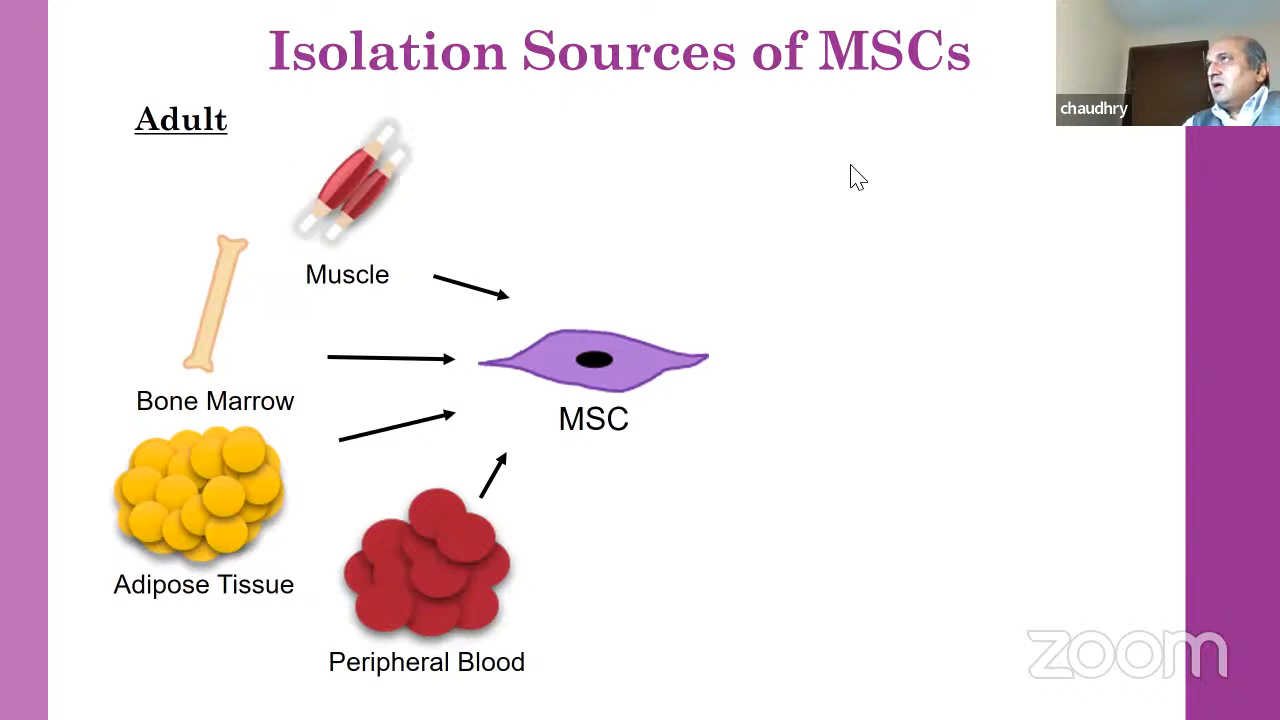 Isolation Sources of MSCs
chaudhry
Adult
Muscle
Bone Marrow
MSC
Adipose Tissue
Peripheral Blood
zoom